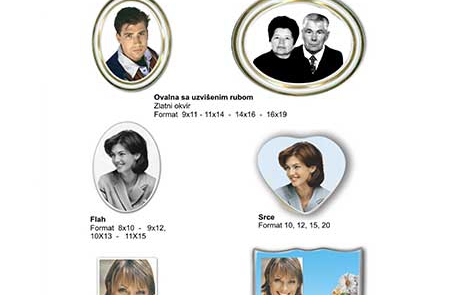 Ovalna sa uzvišenim rubom
Zlatni okvir
Format 9x11 - 11x14 - 14x16 - 16x19
Flah
Format 8x10 - 9x12,
10X13 - 11X15
Srce
Format 10, 12, 15, 20